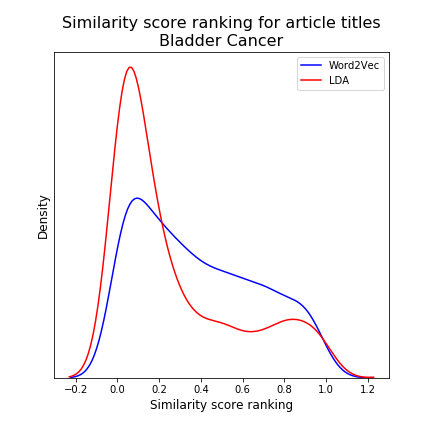 Similarity score ranking for article titles
Bladder Cancer
Word2Vec
LDA
Density
−0.2 0.0 0.2 0.4 0.6 0.8 1.0 1.2
Similarity score ranking